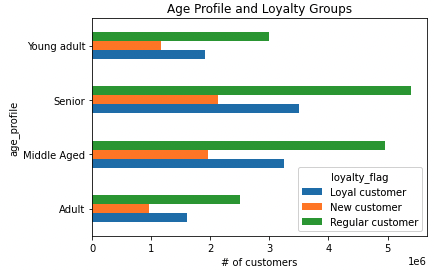 Age Profile and Loyalty Groups
age_profile
Young adult
Senior
Middle Aged
Adult
loyalty_flag
Loyal customer
New customer
Regular customer
0 1 2 3 4 5
1e6
# of customers